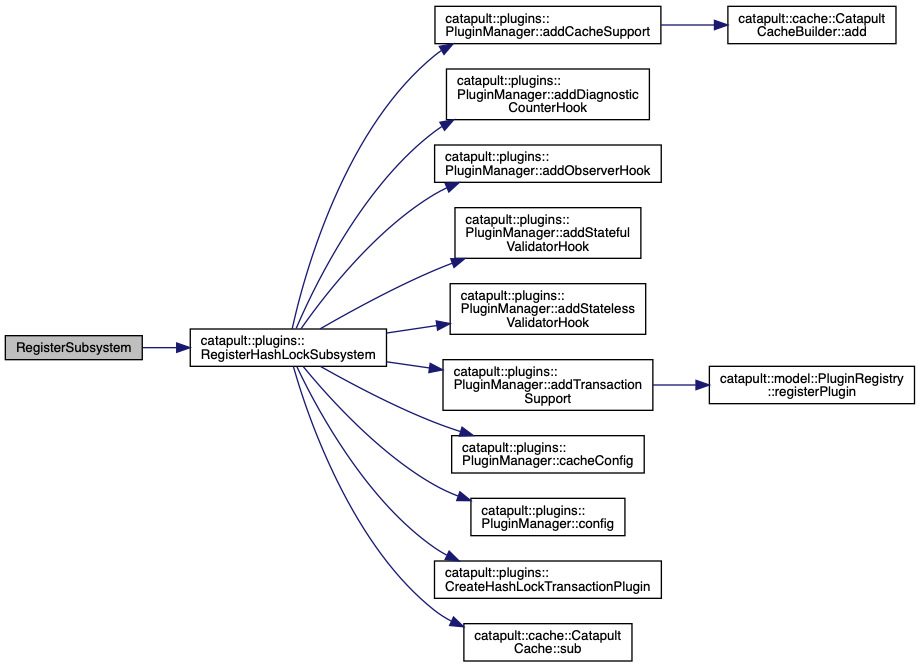 RegisterSubsystem
catapult::plugins::
RegisterHashLockSubsystem
catapult::plugins::
PluginManager::addCacheSupport
catapult::cache::Catapult
CacheBuilder::add
catapult::plugins::
PluginManager::addDiagnostic
CounterHook
catapult::plugins::
PluginManager::addObserverHook
catapult::plugins::
PluginManager::addStateful
ValidatorHook
catapult::plugins::
PluginManager::addStateless
ValidatorHook
catapult::plugins::
PluginManager::addTransaction
Support
catapult::model::PluginRegistry
::registerPlugin
catapult::plugins::
PluginManager::cacheConfig
catapult::plugins::
PluginManager::config
catapult::plugins::
CreateHashLockTransactionPlugin
catapult::cache::Catapult
Cache::sub